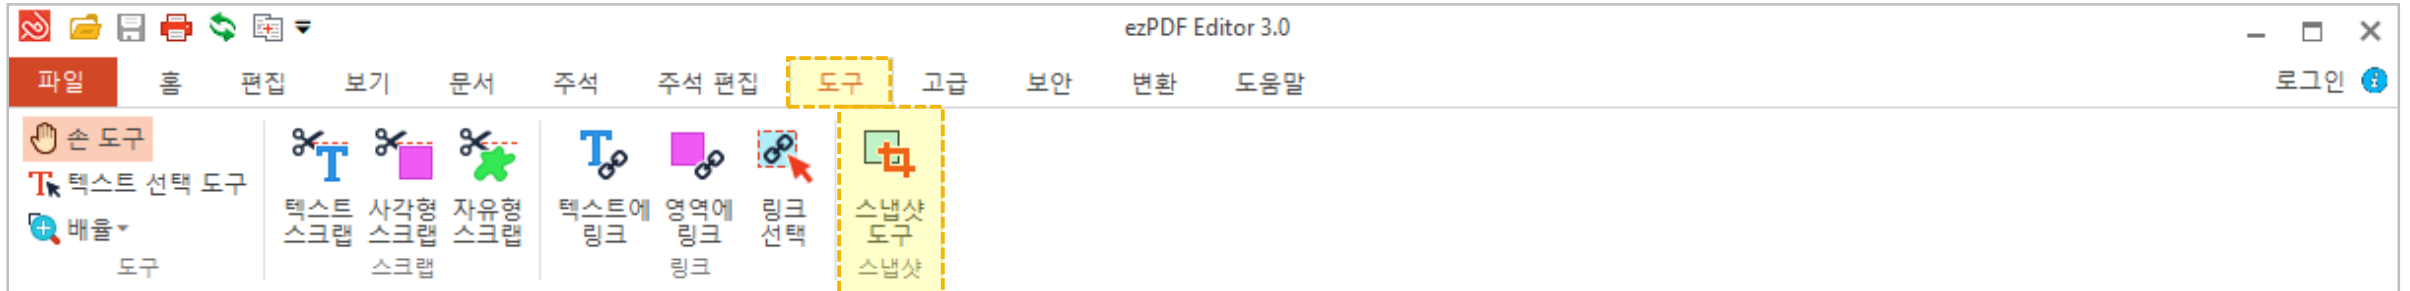 ezPDF Editor 3.0
파일 홈 편집 보기 문서 주석 주석 편집 도구 고급 보안 변환 도움말 로그인
손 도구
텍스트 선택 도구
배율
도구
텍스트
스크랩
사각형
스크랩
자유형
스크랩
스크랩
텍스트에
링크
영역에
링크
링크
선택
링크
스냅샷
도구
스냅샷